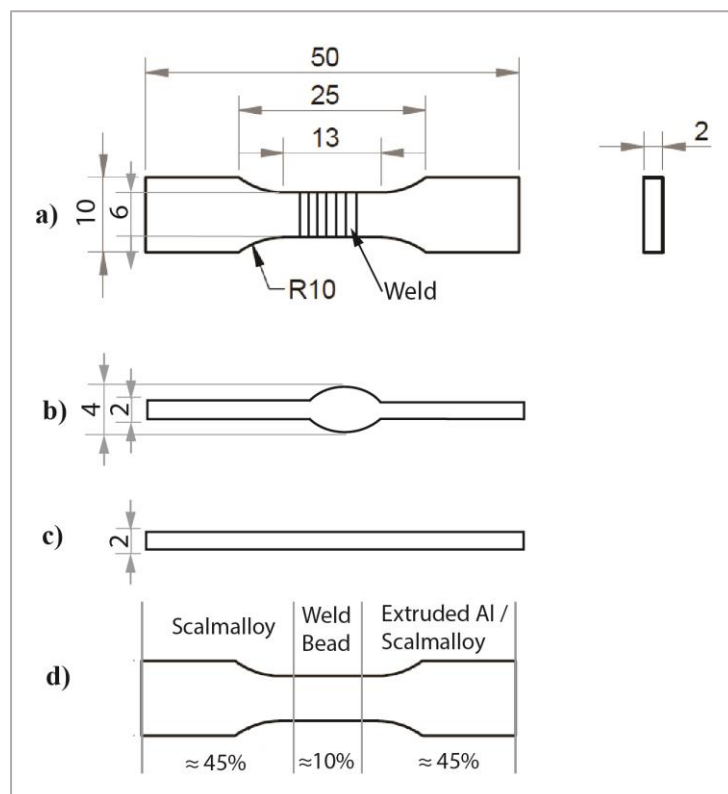 50
25
13
2
10
6
a)
R10
Weld
b)
4
2
c)
2
Scalmalloy
Weld
Bead
Extruded Al /
Scalmalloy
d)
≈ 45%
≈10%
≈ 45%